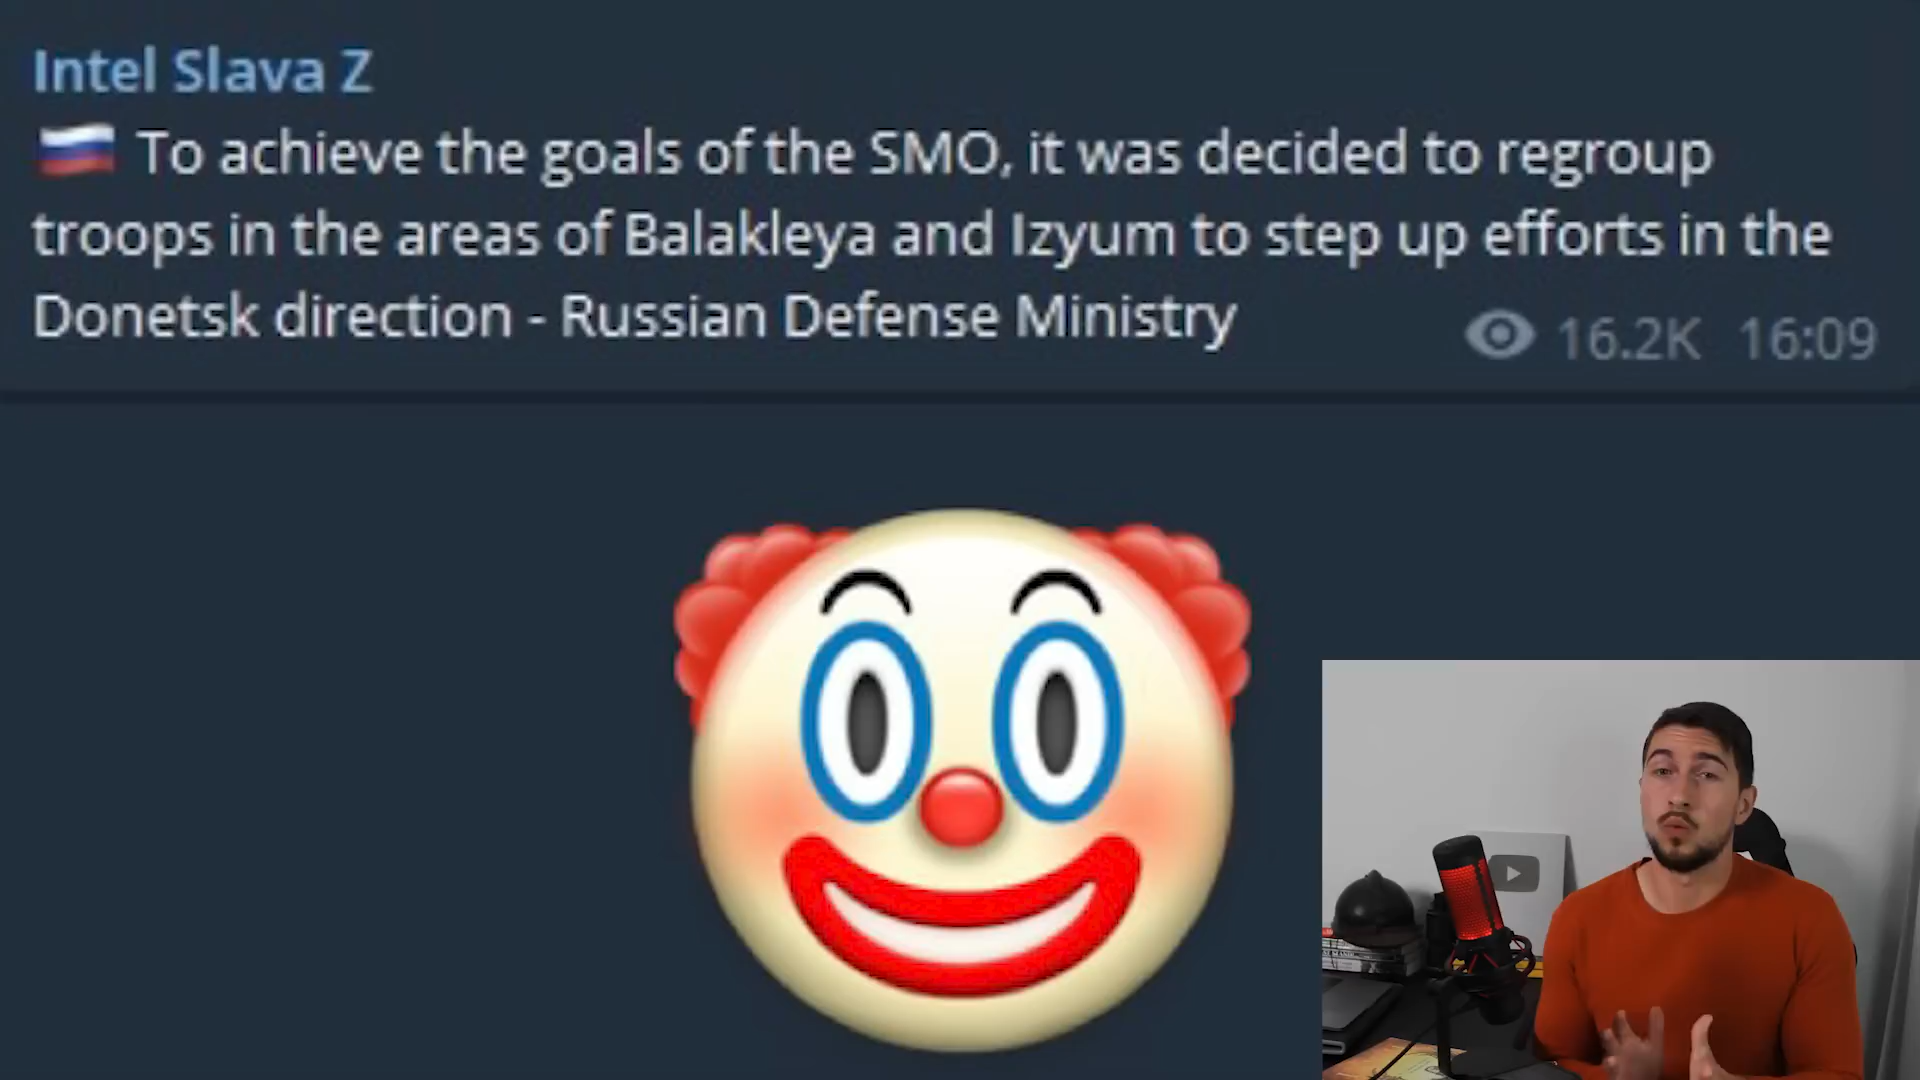 Intel Slava Z
🇷🇺 To achieve the goals of the SMO, it was decided to regroup
troops in the areas of Balakleya and Izyum to step up efforts in the
Donetsk direction - Russian Defense Ministry
16.2K 16:09